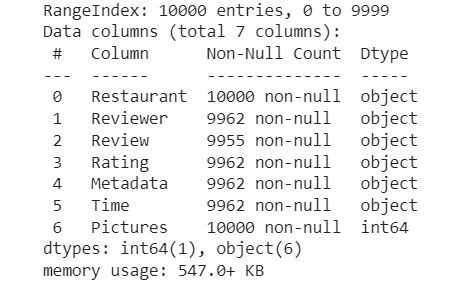 RangeIndex: 10000 entries, 0 to 9999
Data columns (total 7 columns):
 #   Column      Non-Null Count  Dtype
---  ------      --------------  -----
 0   Restaurant  10000 non-null  object
 1   Reviewer    9962 non-null   object
 2   Review      9955 non-null   object
 3   Rating      9962 non-null   object
 4   Metadata    9962 non-null   object
 5   Time        9962 non-null   object
 6   Pictures    10000 non-null  int64
dtypes: int64(1), object(6)
memory usage: 547.0+ KB